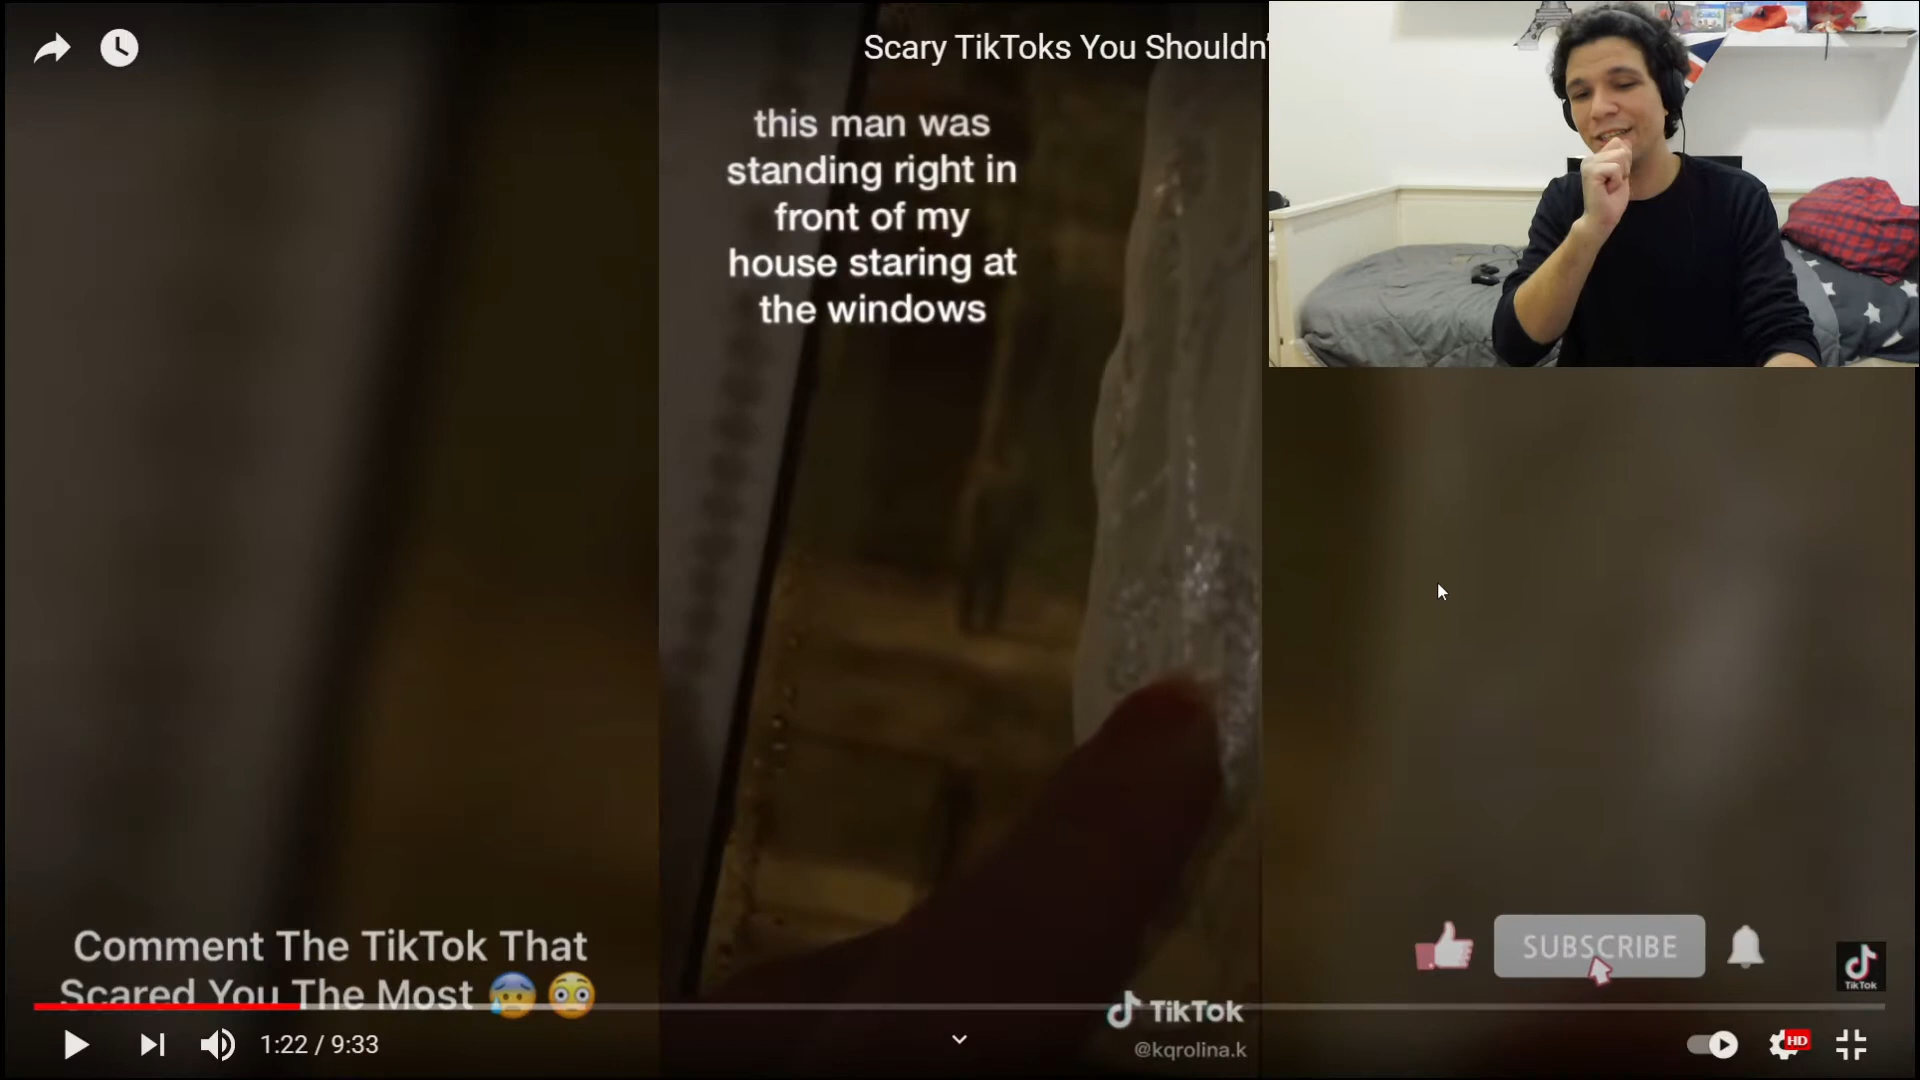 Scary TikToks You Shouldn'
this man was
standing right in
front of my
house staring at
the windows
Comment The TikTok That
Scared You The Most 😰 😳
SUBSCRIBE
TikTok
TikTok
@kqrolina.k
1:22 / 9:33
HD